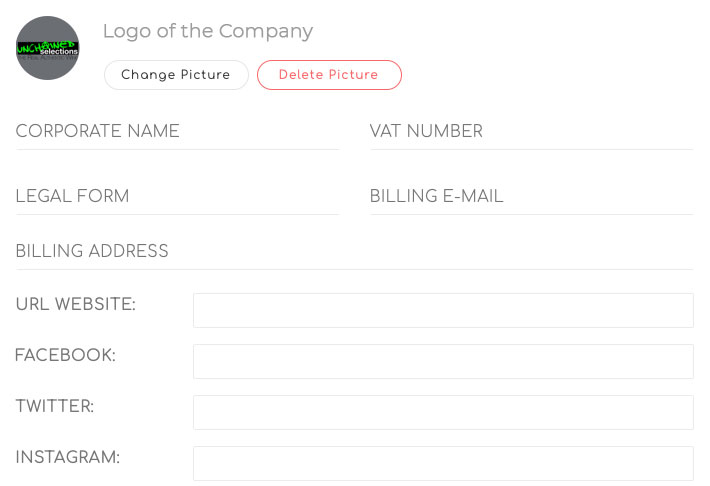 Logo of the Company
UNCHAINED
selections
Change Picture
Delete Picture
CORPORATE NAME
VAT NUMBER
LEGAL FORM
BILLING E-MAIL
BILLING ADDRESS
URL WEBSITE:
FACEBOOK:
TWITTER:
INSTAGRAM: